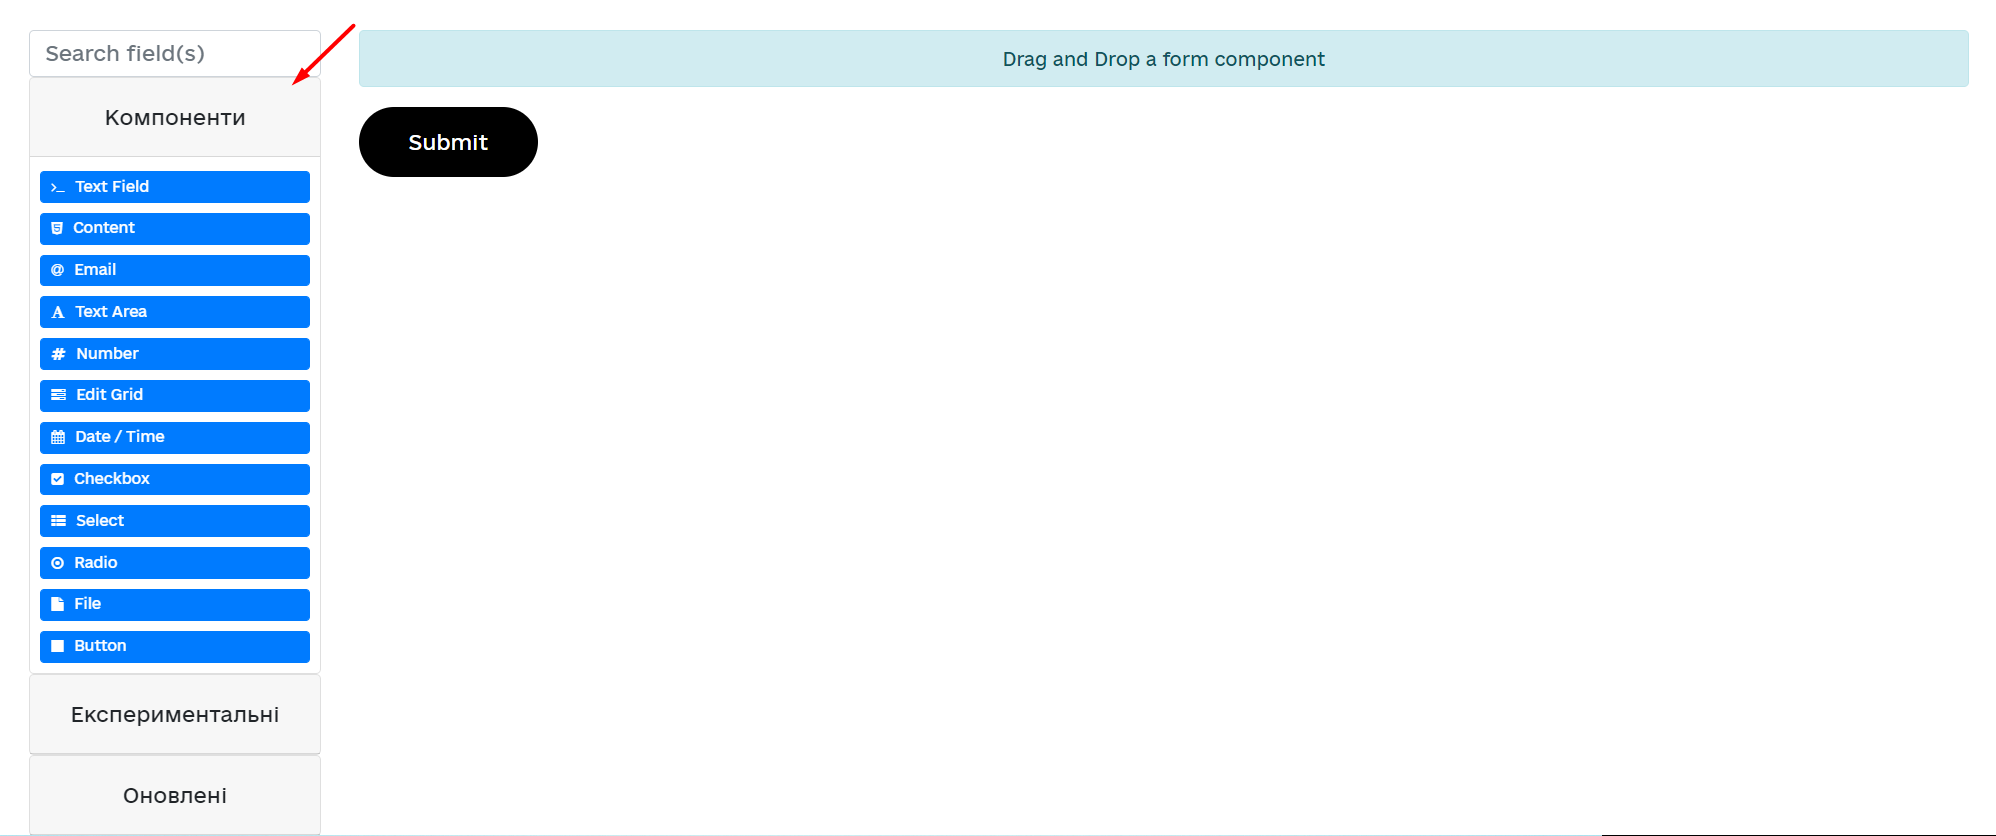 Search field(s)
Компоненти
Text Field
Content
Email
Text Area
Number
Edit Grid
Date / Time
Checkbox
Select
Radio
File
Button
Експериментальні
Оновлені
Drag and Drop a form component
Submit